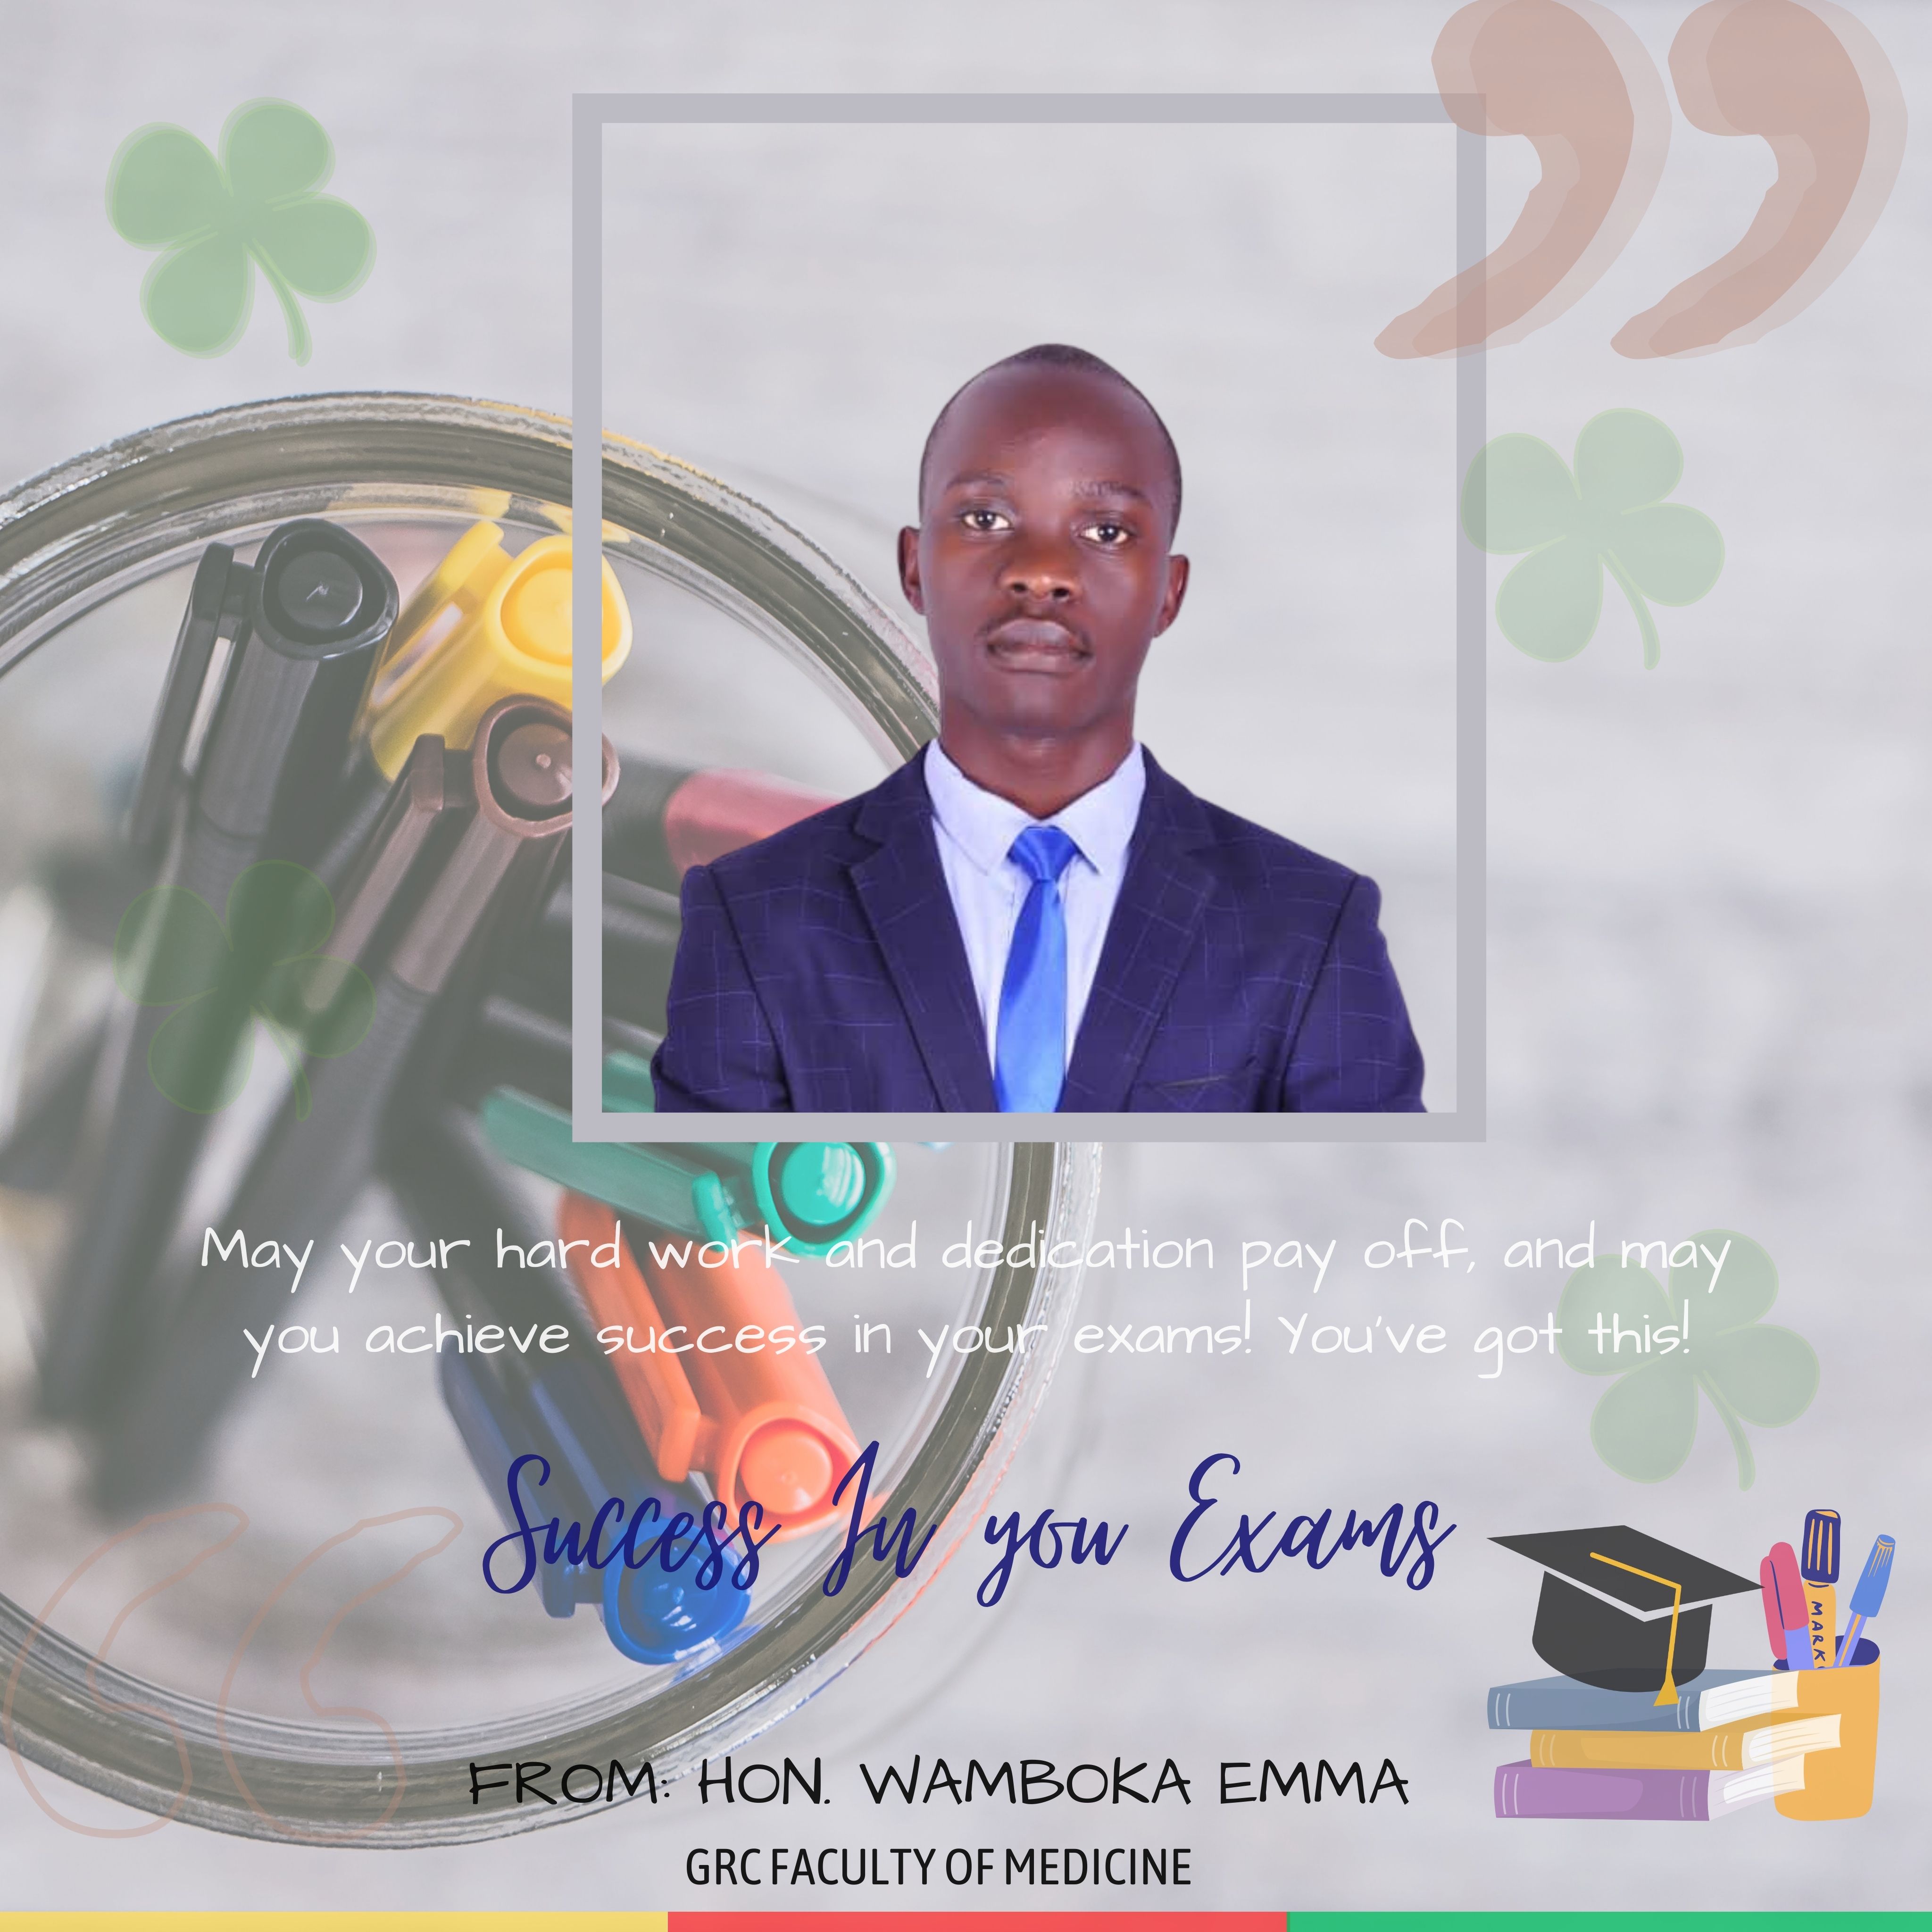 May your hard work and dedication pay off, and may
you achieve success in your exams! You've got this!
Success In you Exams
MARK
FROM: HON. WAMBOKA EMMA
GRC FACULTY OF MEDICINE